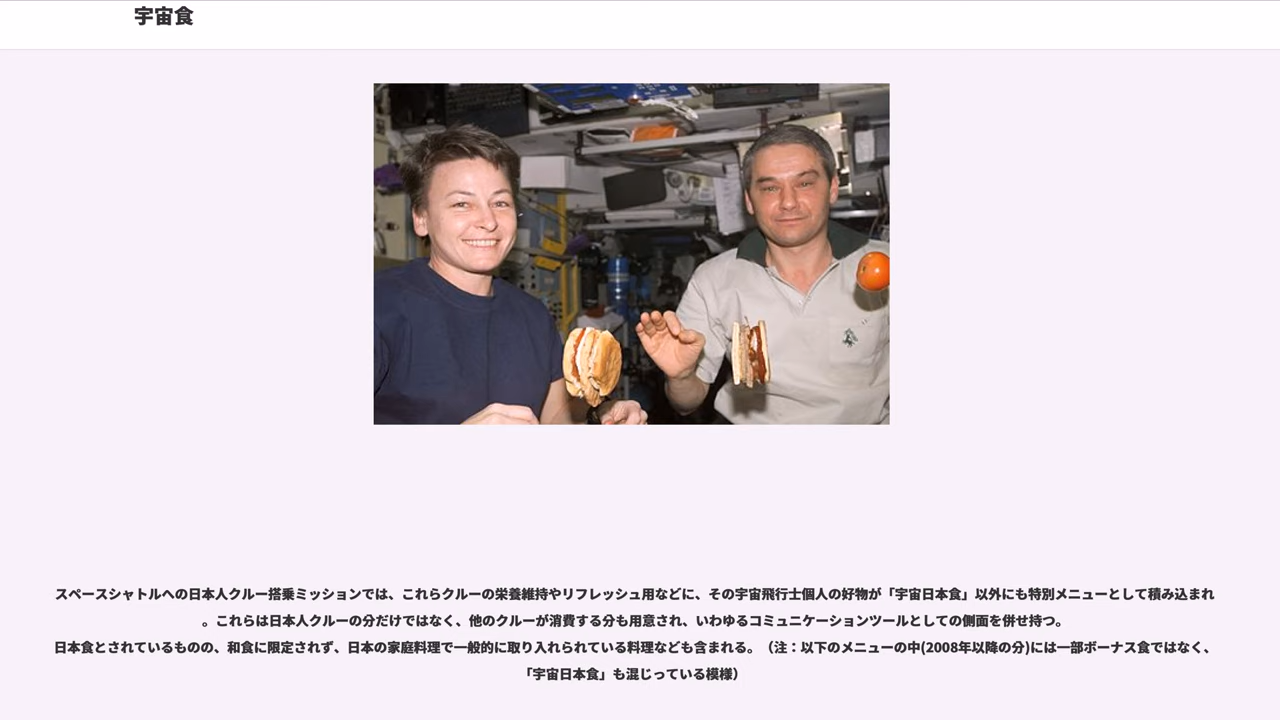 宇宙食
スペースシャトルへの日本人クルー搭乗ミッションでは、これらクルーの栄養維持やリフレッシュ用などに、その宇宙飛行士個人の好物が「宇宙日本食」以外にも特別メニューとして積み込まれ
。これらは日本人クルーの分だけではなく、他のクルーが消費する分も用意され、いわゆるコミュニケーションツールとしての側面を併せ持つ。
日本食とされているものの、和食に限定されず、日本の家庭料理で一般的に取り入れられている料理なども含まれる。（注：以下のメニューの中(2008年以降の分)には一部ボーナス食ではなく、
「宇宙日本食」も混じっている模様）